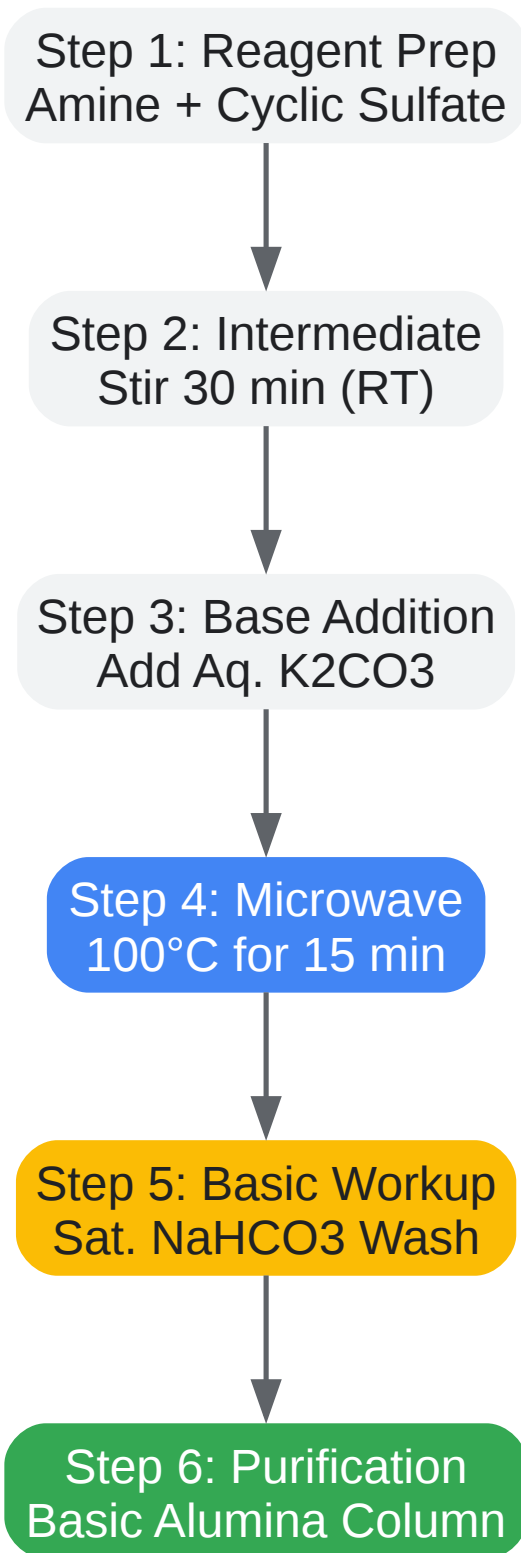 Step 1: Reagent Prep
Amine + Cyclic Sulfate
Step 2: Intermediate
Stir 30 min (RT)
Step 3: Base Addition
Add Aq. K2CO3
Step 4: Microwave
100°C for 15 min
Step 5: Basic Workup
Sat. NaHCO3 Wash
Step 6: Purification
Basic Alumina Column